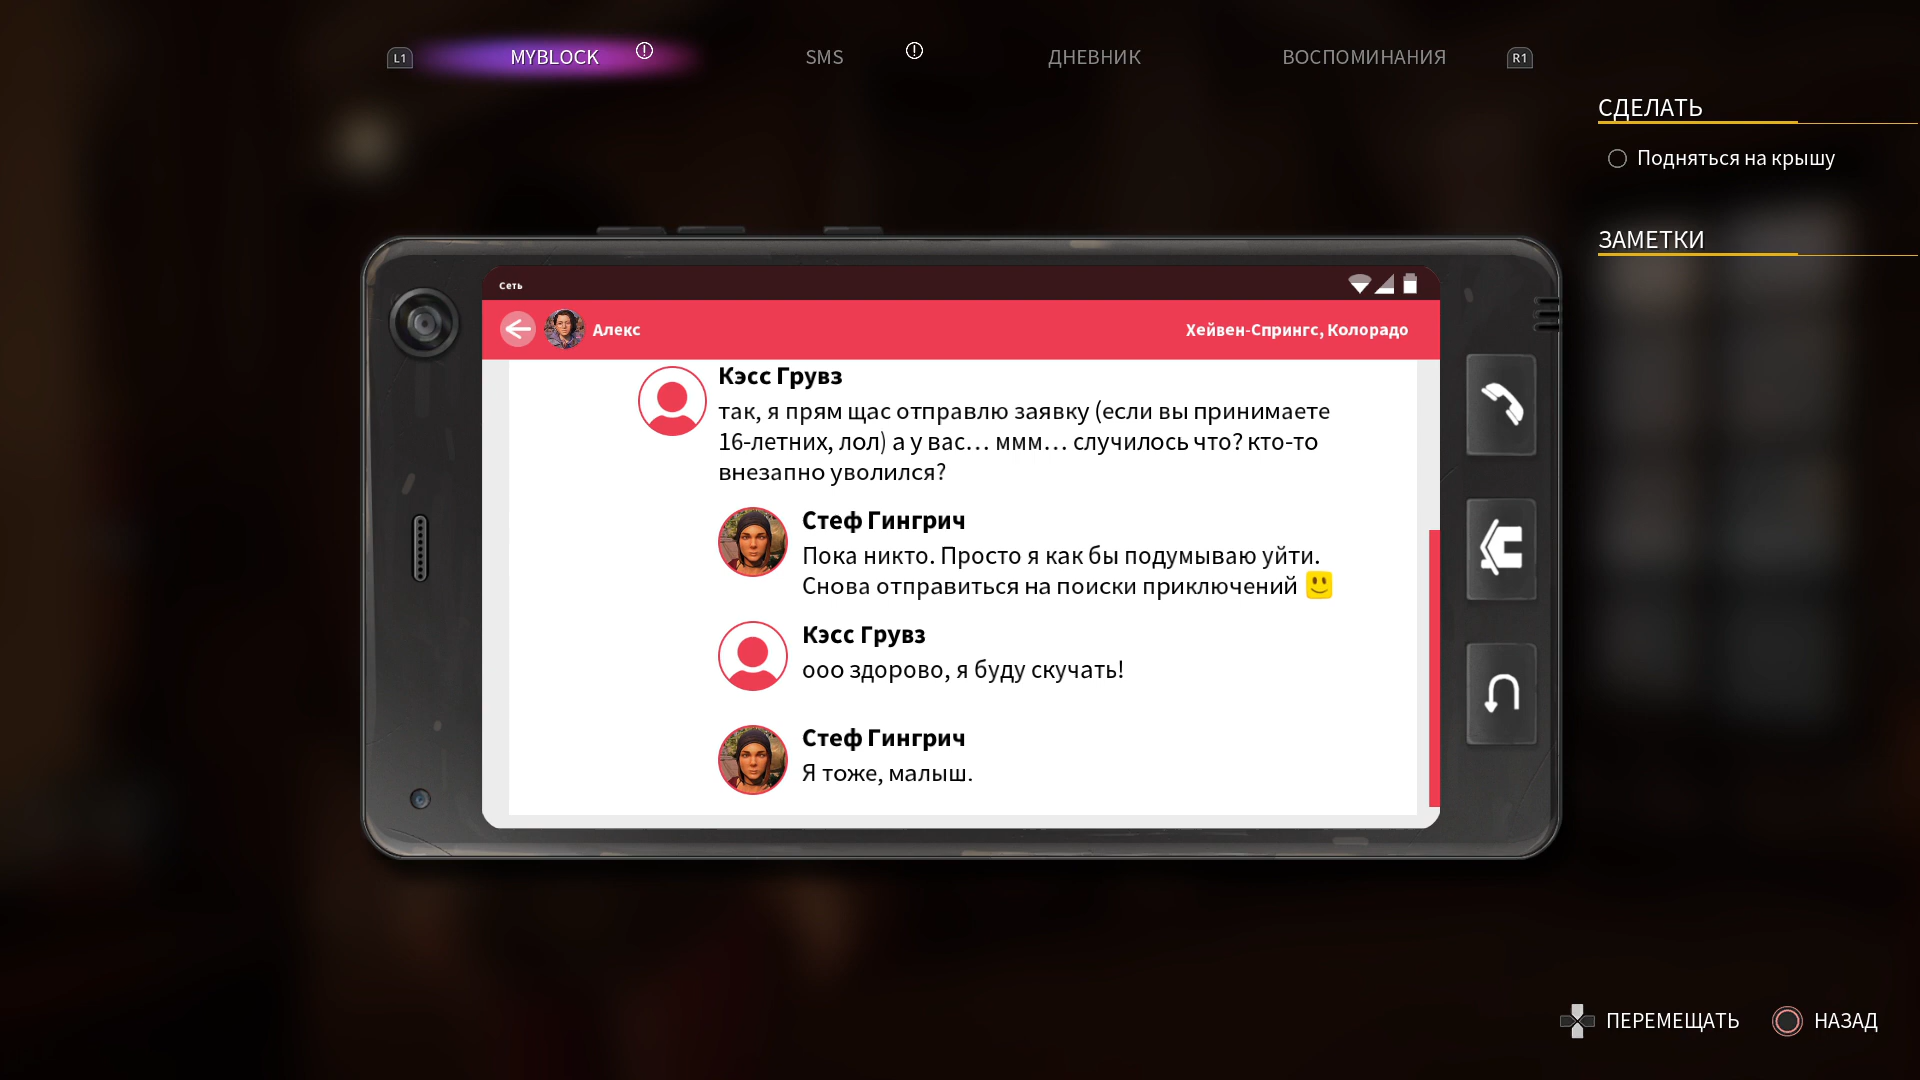 L1
MYBLOCK
SMS
ДНЕВНИК
ВОСПОМИНАНИЯ
R1
СДЕЛАТЬ
Подняться на крышу
ЗАМЕТКИ
Сеть
Алекс
Хейвен-Спрингс, Колорадо
Кэсс Грувз
так, я прям щас отправлю заявку (если вы принимаете
16-летних, лол) а у вас… ммм… случилось что? кто-то
внезапно уволился?
Стеф Гингрич
Пока никто. Просто я как бы подумываю уйти.
Снова отправиться на поиски приключений 🙂
Кэсс Грувз
ооо здорово, я буду скучать!
Стеф Гингрич
Я тоже, малыш.
ПЕРЕМЕЩАТЬ
НАЗАД